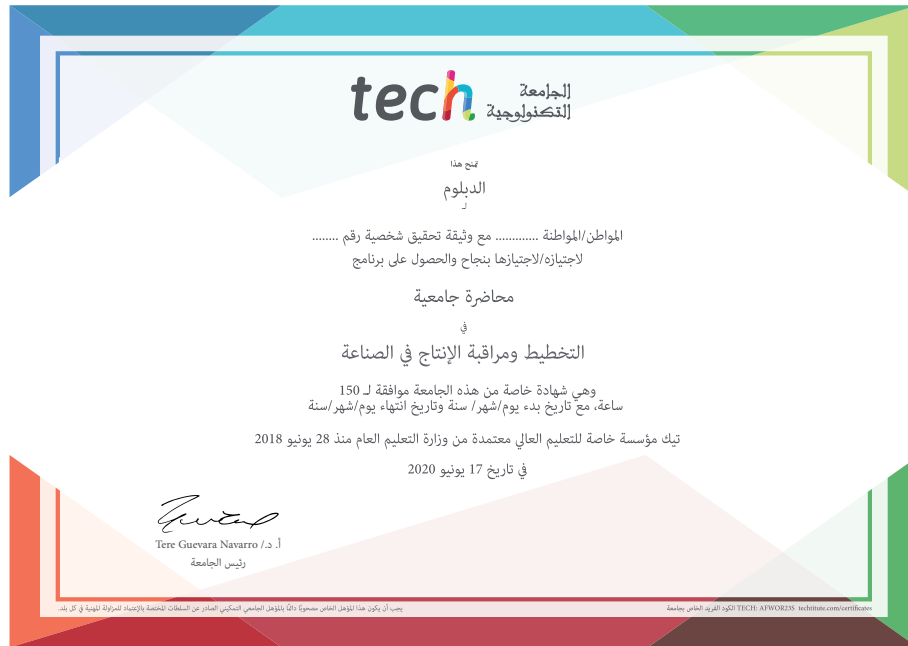 tech الجامعة
التكنولوجية
تمنح هذا
الدبلوم
لـ
المواطن/المواطنة ............. مع وثيقة تحقيق شخصية رقم ........
لاجتيازه/لاجتيازها بنجاح والحصول على برنامج
محاضرة جامعية
في
التخطيط ومراقبة الإنتاج في الصناعة
وهي شهادة خاصة من هذه الجامعة موافقة لـ 150
ساعة، مع تاريخ بدء يوم/شهر/ سنة وتاريخ انتهاء يوم/شهر/سنة
تيك مؤسسة خاصة للتعليم العالي معتمدة من وزارة التعليم العام منذ 28 يونيو 2018
في تاريخ 17 يونيو 2020
أ. د./ Tere Guevara Navarro
رئيس الجامعة
يجب أن يكون هذا المؤهل الخاص مصحوبًا دائمًا بالمؤهل الجامعي التمكيني الصادر عن السلطات المختصة بالإعتماد للمزاولة المهنية في كل بلد.
الكود الفريد الخاص بجامعة TECH: AFWOR23S techtitute.com/certificates